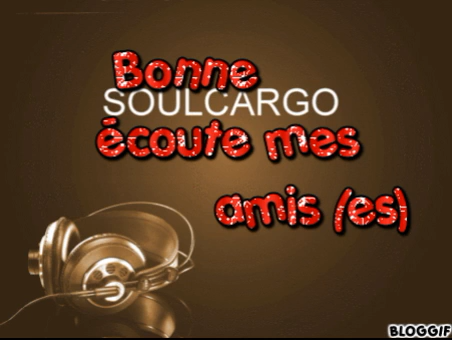 Bonne
SOULCARGO
écoute mes
amis (es)
BLOGGIF